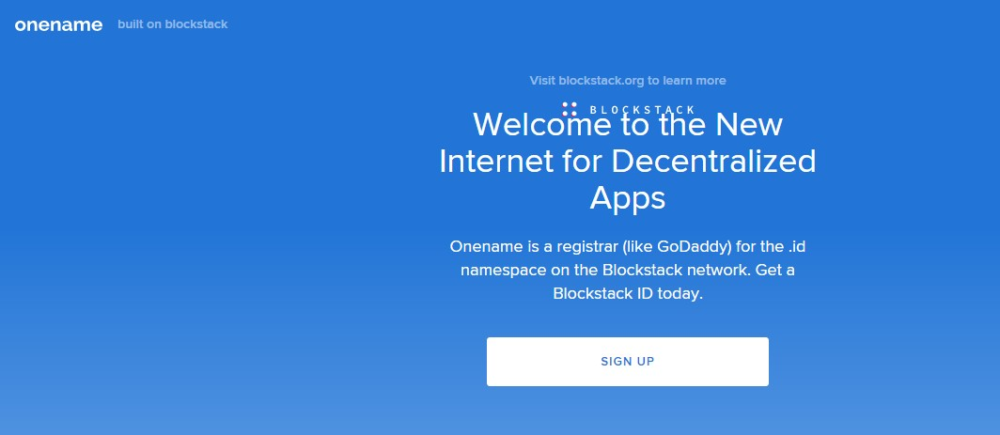 onename built on blockstack
Visit blockstack.org to learn more
BLOCKSTACK
Welcome to the New
Internet for Decentralized
Apps
Onename is a registrar (like GoDaddy) for the .id
namespace on the Blockstack network. Get a
Blockstack ID today.
SIGN UP